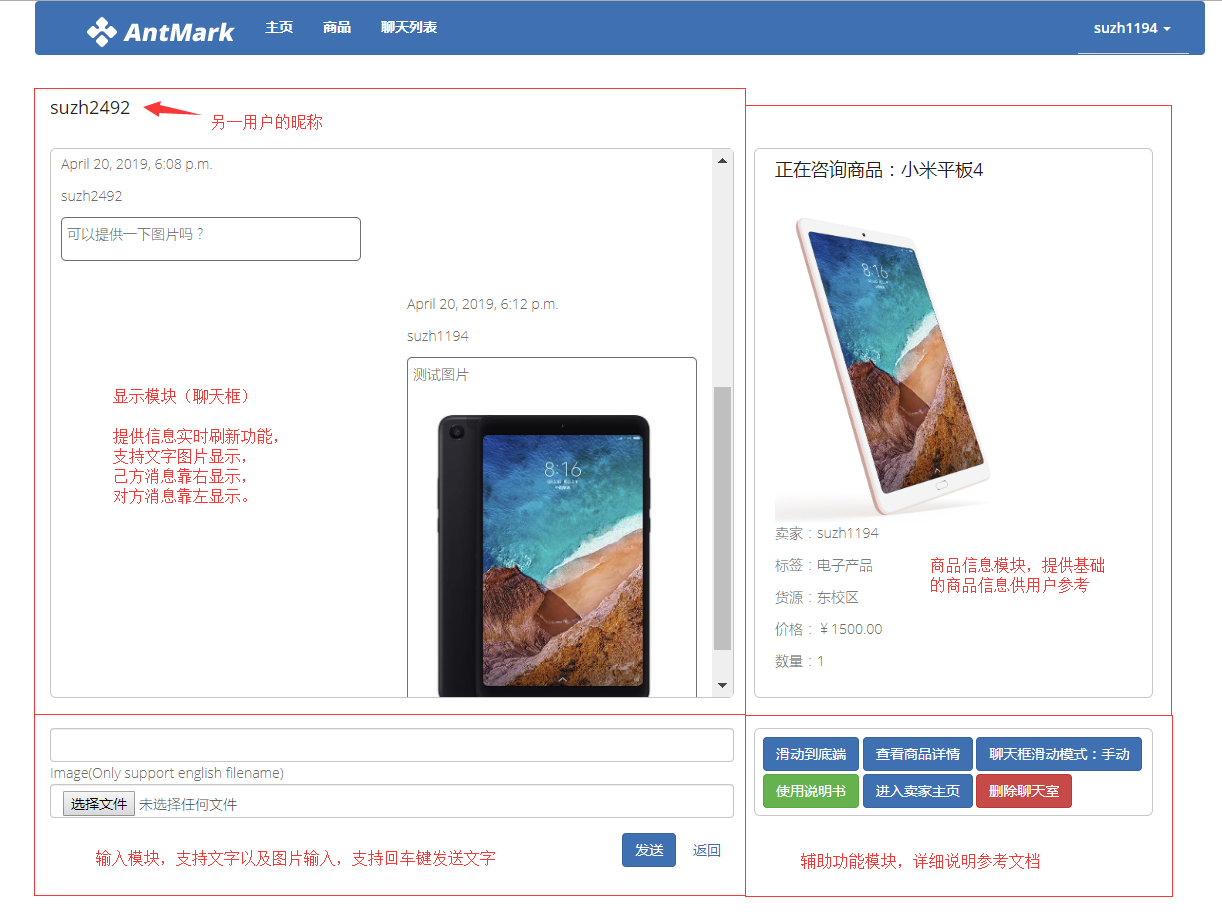 AntMark 主页 商品 聊天列表 suzh1194
suzh2492
另一用户的昵称
April 20, 2019, 6:08 p.m.
suzh2492
可以提供一下图片吗？
April 20, 2019, 6:12 p.m.
suzh1194
测试图片
8:16
显示模块（聊天框）
提供信息实时刷新功能，
支持文字图片显示，
己方消息靠右显示，
对方消息靠左显示。
正在咨询商品：小米平板4
8:16
卖家：suzh1194
标签：电子产品
货源：东校区
价格：￥1500.00
数量：1
商品信息模块，提供基础
的商品信息供用户参考
Image(Only support english filename)
选择文件 未选择任何文件
发送 返回
输入模块，支持文字以及图片输入，支持回车键发送文字
滑动到底端 查看商品详情 聊天框滑动模式：手动
使用说明书 进入卖家主页 删除聊天室
辅助功能模块，详细说明参考文档